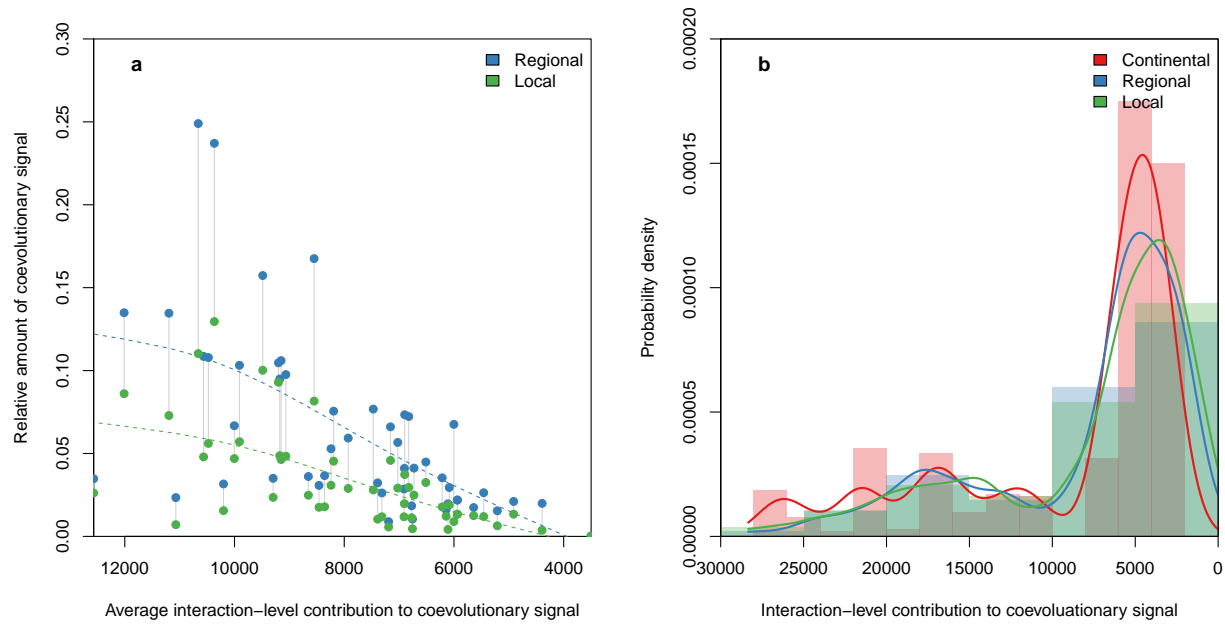 a
Regional
Local
0.30
0.25
0.20
0.15
0.10
0.05
0.00
Relative amount of coevolutionary signal
12000 10000 8000 6000 4000
Average interaction−level contribution to coevolutionary signal
b
Continental
Regional
Local
0.00020
0.00015
0.00010
0.00005
0.00000
Probability density
30000 25000 20000 15000 10000 5000 0
Interaction−level contribution to coevoluationary signal